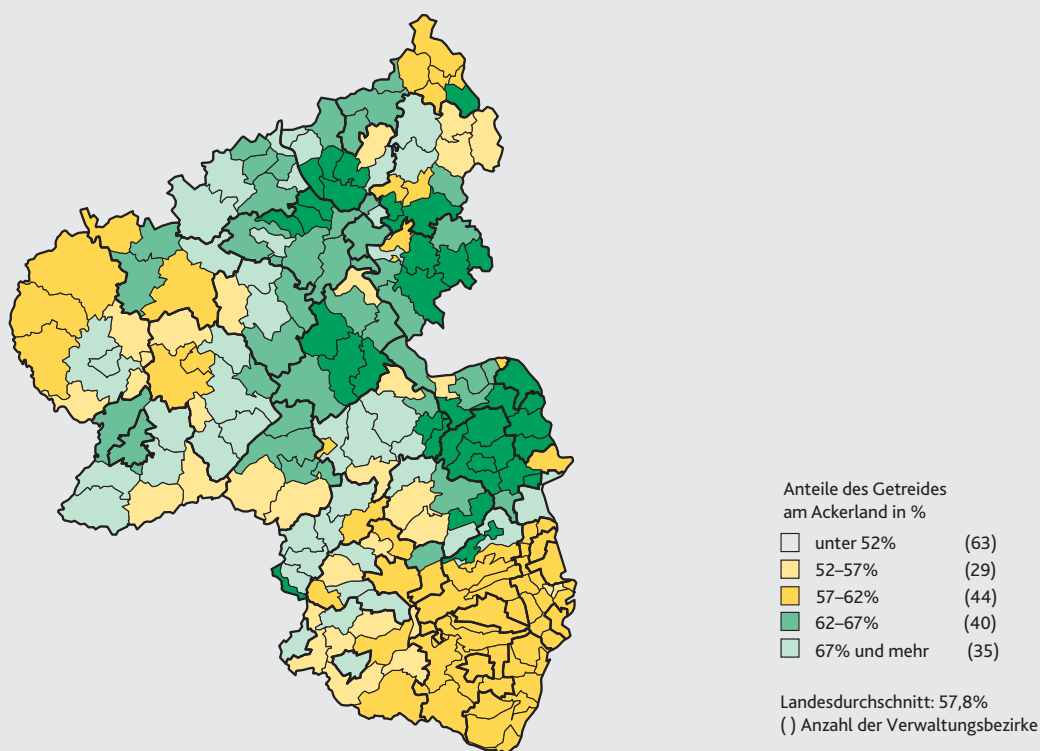 Anteile des Getreides
am Ackerland in %
unter 52% (63)
52–57% (29)
57–62% (44)
62–67% (40)
67% und mehr (35)
Landesdurchschnitt: 57,8%
( ) Anzahl der Verwaltungsbezirke